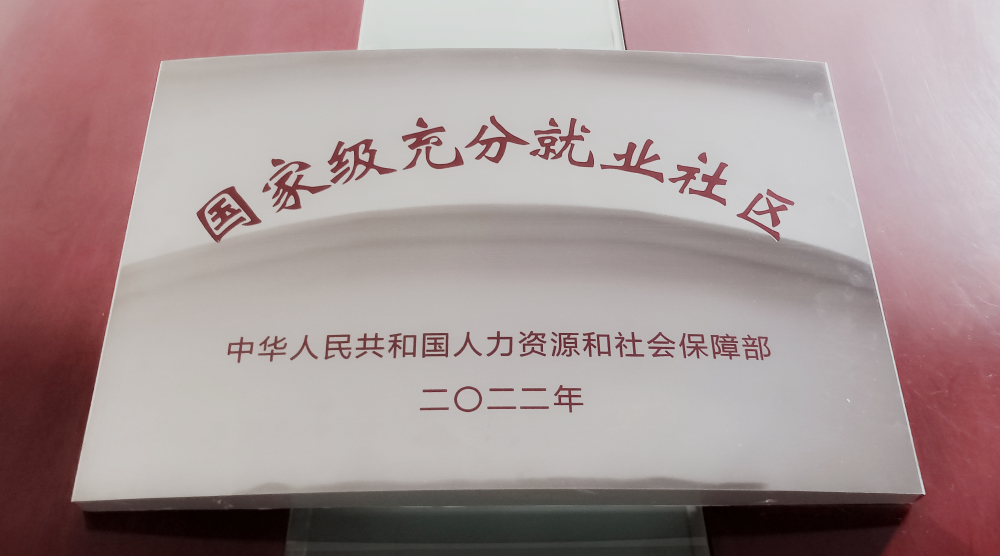 国家级充分就业社区
中华人民共和国人力资源和社会保障部
二〇二二年